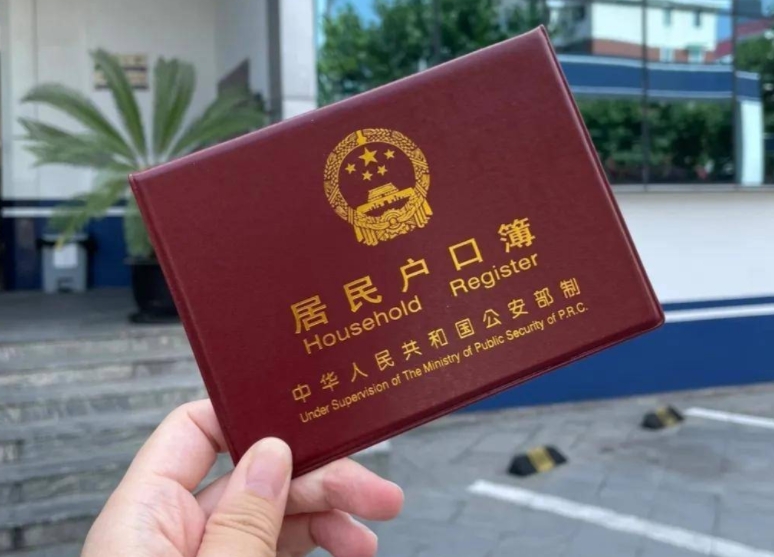 居民户口簿
Household Register
中华人民共和国公安部制
Under Supervision of The Ministry of Public Security of P.R.C.